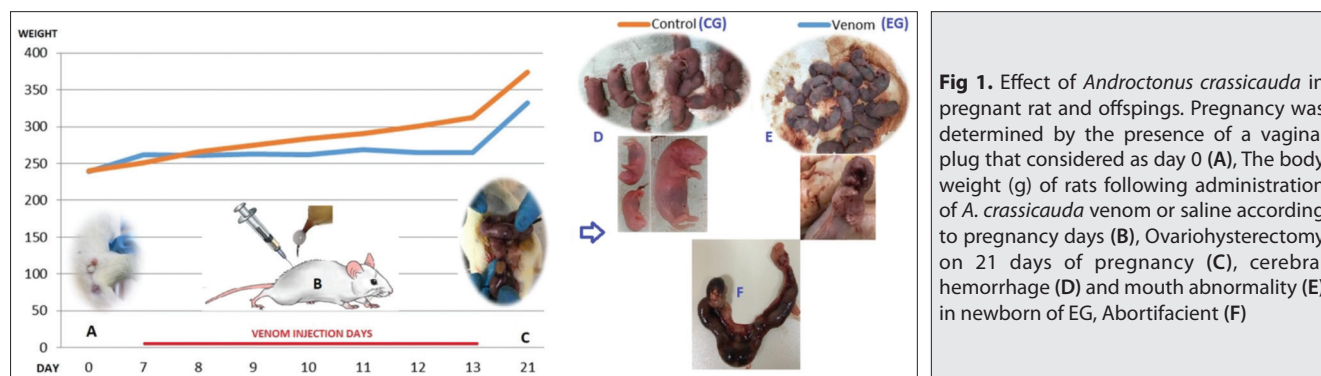 Control (CG)
Venom (EG)
WEIGHT
400
350
300
250
200
150
100
50
0
A
B
C
VENOM INJECTION DAYS
DAY 0 7 8 9 10 11 12 13 21
D
E
F
Fig 1. Effect of Androctonus crassicauda in
pregnant rat and offspings. Pregnancy was
determined by the presence of a vagina
plug that considered as day 0 (A), The body
weight (g) of rats following administration
of A. crassicauda venom or saline according
to pregnancy days (B), Ovariohysterectomy
on 21 days of pregnancy (C), cerebra
hemorrhage (D) and mouth abnormality (E)
in newborn of EG, Abortifacient (F)